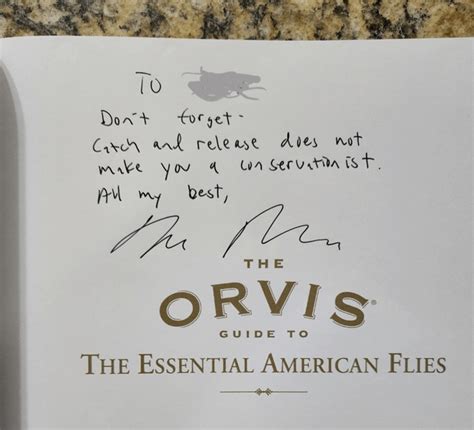 To
Don't forget -
Catch and release does not
make you a conservationist.
All my best,
THE
ORVIS®
GUIDE TO
THE ESSENTIAL AMERICAN FLIES